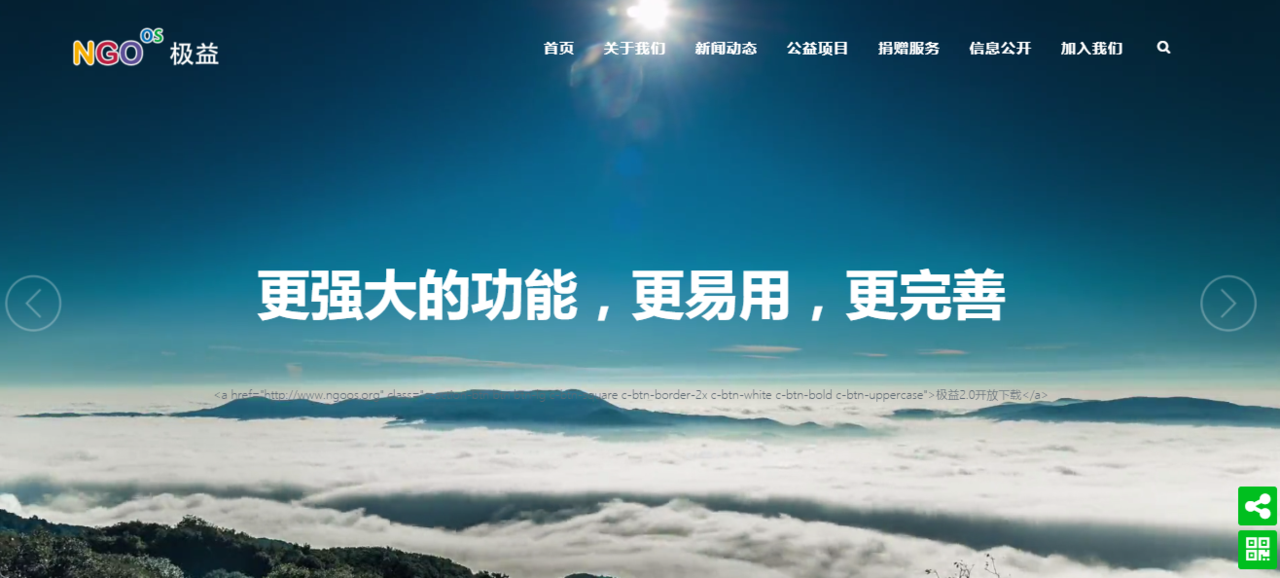 NGO OS 极益
首页 关于我们 新闻动态 公益项目 捐赠服务 信息公开 加入我们
更强大的功能，更易用，更完善
<a href="http://www.ngoos.org" class="
c-btn-border-2x c-btn-white c-btn-bold c-btn-uppercase">极益2.0开放下载</a>